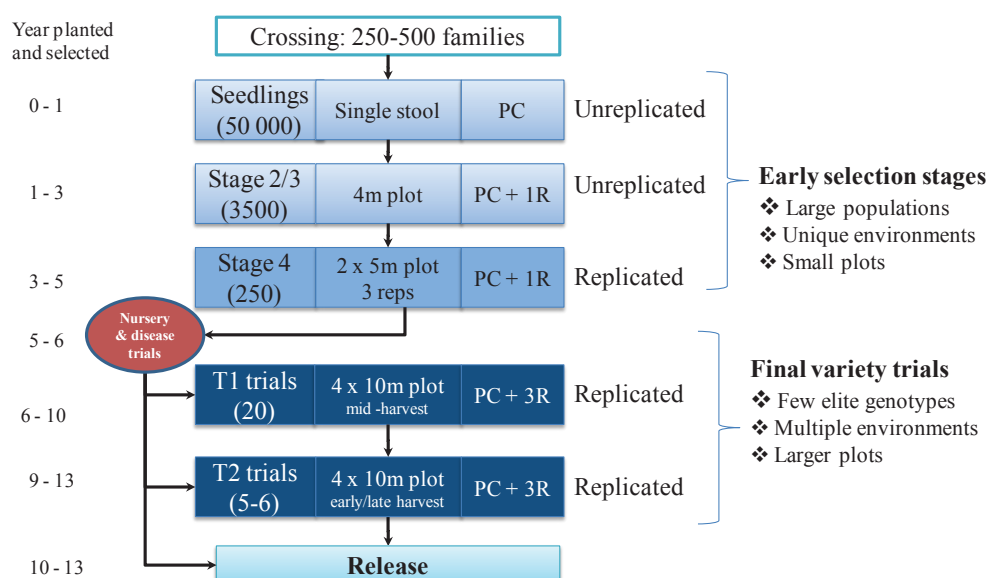 Year planted
and selected
Crossing: 250-500 families
0 - 1
Seedlings
(50 000)
Single stool
PC
Unreplicated
1 - 3
Stage 2/3
(3500)
4m plot
PC + 1R
Unreplicated
3 - 5
Stage 4
(250)
2 x 5m plot
3 reps
PC + 1R
Replicated
Early selection stages
❖ Large populations
❖ Unique environments
❖ Small plots
5 - 6
Nursery
& disease
trials
6 - 10
T1 trials
(20)
4 x 10m plot
mid -harvest
PC + 3R
Replicated
9 - 13
T2 trials
(5-6)
4 x 10m plot
early/late harvest
PC + 3R
Replicated
Final variety trials
❖ Few elite genotypes
❖ Multiple environments
❖ Larger plots
10 - 13
Release